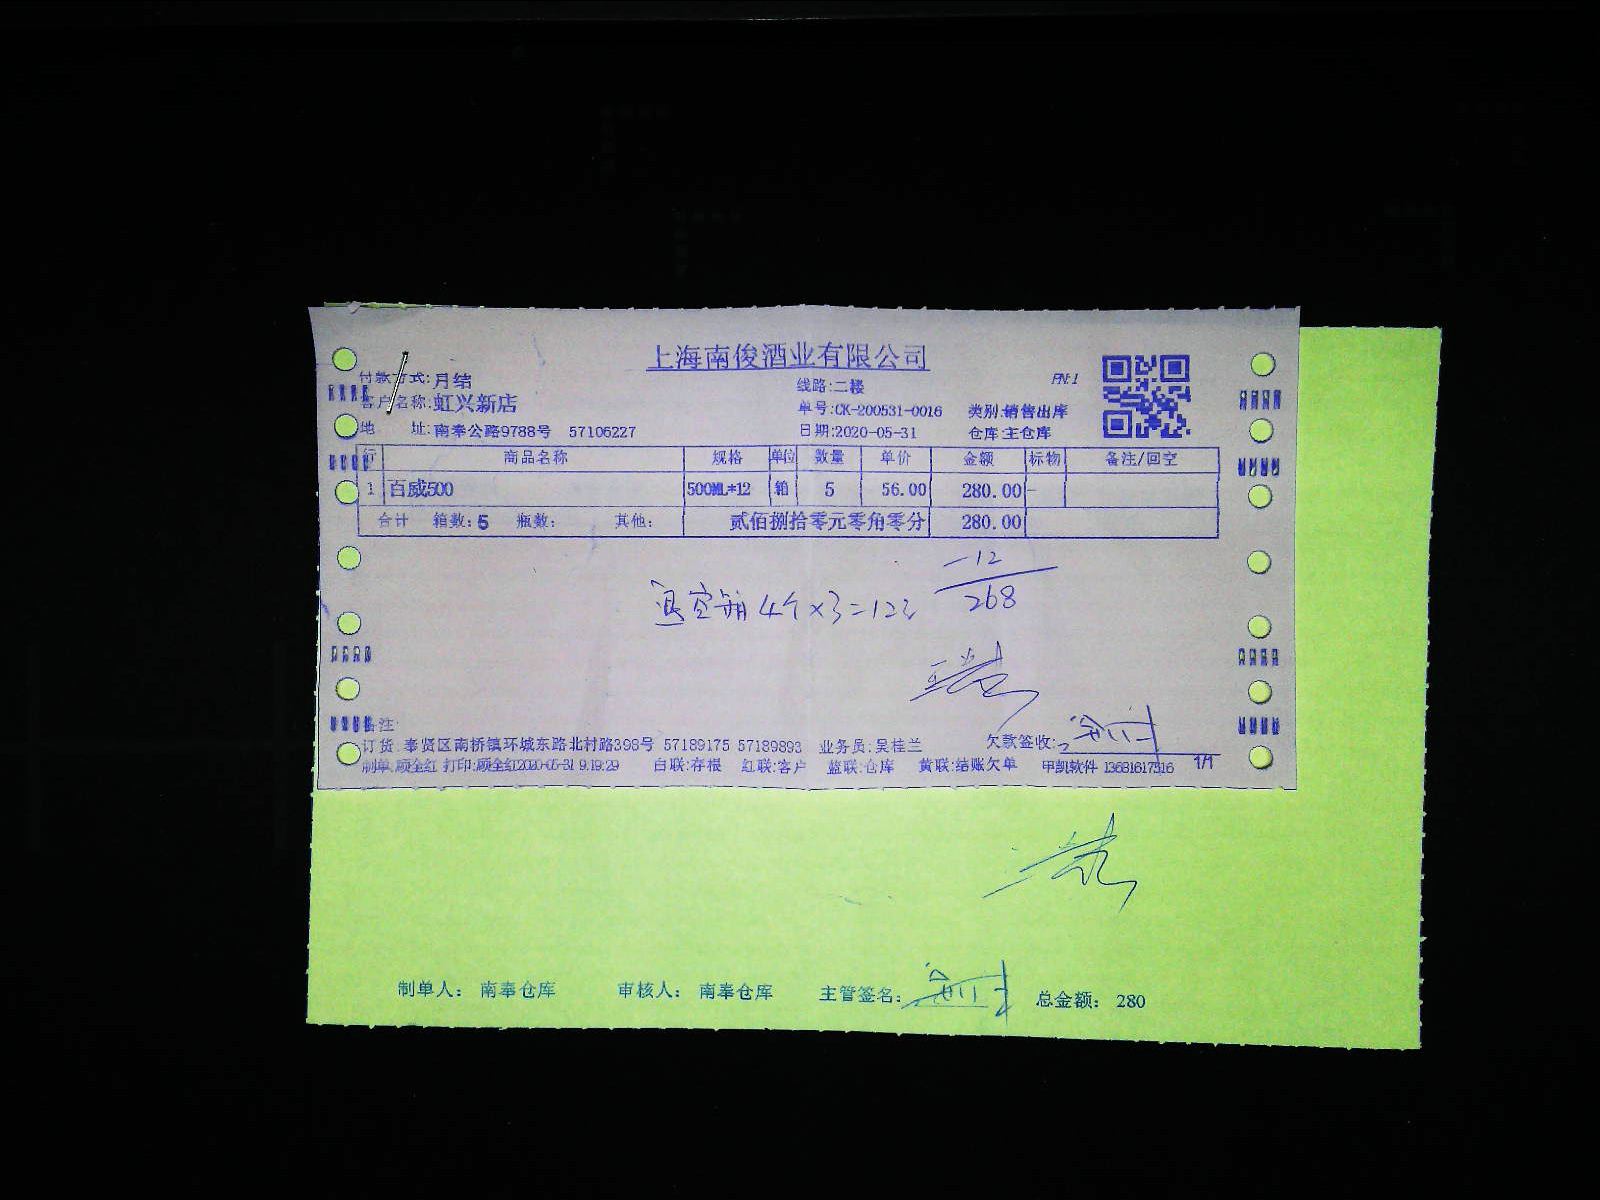 上海南俊酒业有限公司
付款方式:月结
线路:二楼
PN:1
客户名称:虹兴新店
单号:CK-200531-0016 类别:销售出库
地 址:南奉公路9788号 57106227
日期:2020-05-31 仓库:主仓库
行 商品名称 规格 单位 数量 单价 金额 标物 备注/回空
1 百威500 500ML*12 箱 5 56.00 280.00 -
合计 箱数:5 瓶数: 其他: 贰佰捌拾零元零角零分 280.00
-12
退空箱4个×3=12元
268
备注:
订货:奉贤区南桥镇环城东路北村路398号 57189175 57189893 业务员:吴桂兰 欠款签收:
制单:顾全红 打印:顾全红2020-05-31 9:19:29 白联:存根 红联:客户 蓝联:仓库 黄联:结账欠单 甲凯软件 13681617316 1/1
制单人: 南奉仓库 审核人: 南奉仓库 主管签名: 总金额: 280